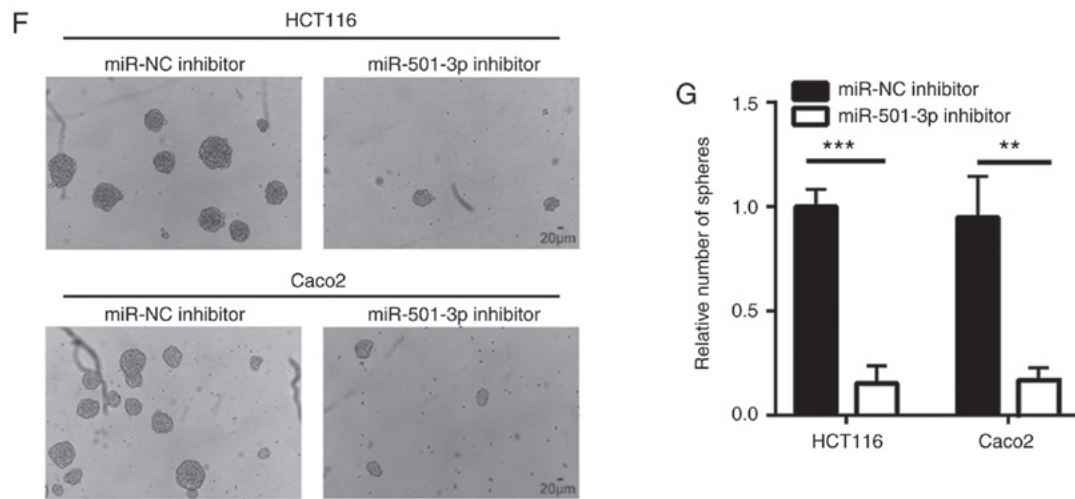 F
HCT116
miR-NC inhibitor miR-501-3p inhibitor
20μm
Caco2
miR-NC inhibitor miR-501-3p inhibitor
20μm
G
miR-NC inhibitor
miR-501-3p inhibitor
Relative number of spheres
1.5
1.0
0.5
0.0
*** **
HCT116 Caco2